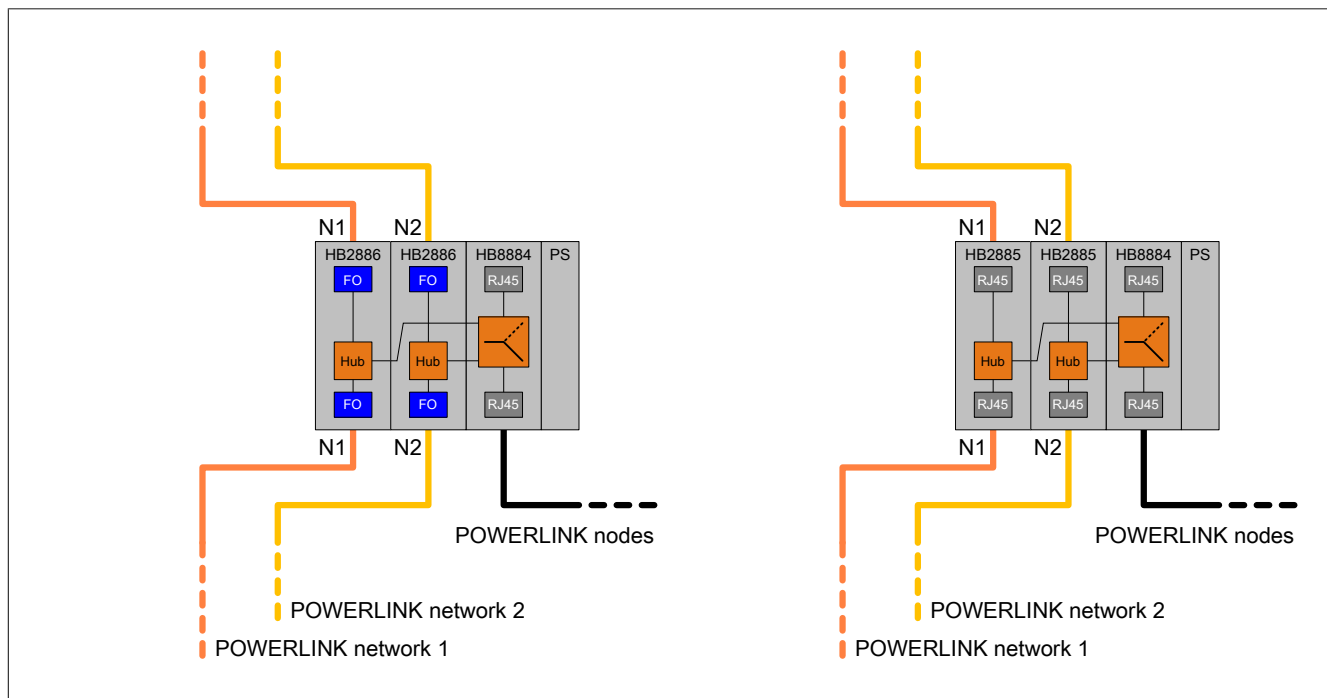 N1 N2
HB2886 HB2886 HB8884 PS
FO FO RJ45
Hub Hub
FO FO RJ45
N1 N2
POWERLINK nodes
POWERLINK network 2
POWERLINK network 1
N1 N2
HB2885 HB2885 HB8884 PS
RJ45 RJ45 RJ45
Hub Hub
RJ45 RJ45 RJ45
N1 N2
POWERLINK nodes
POWERLINK network 2
POWERLINK network 1